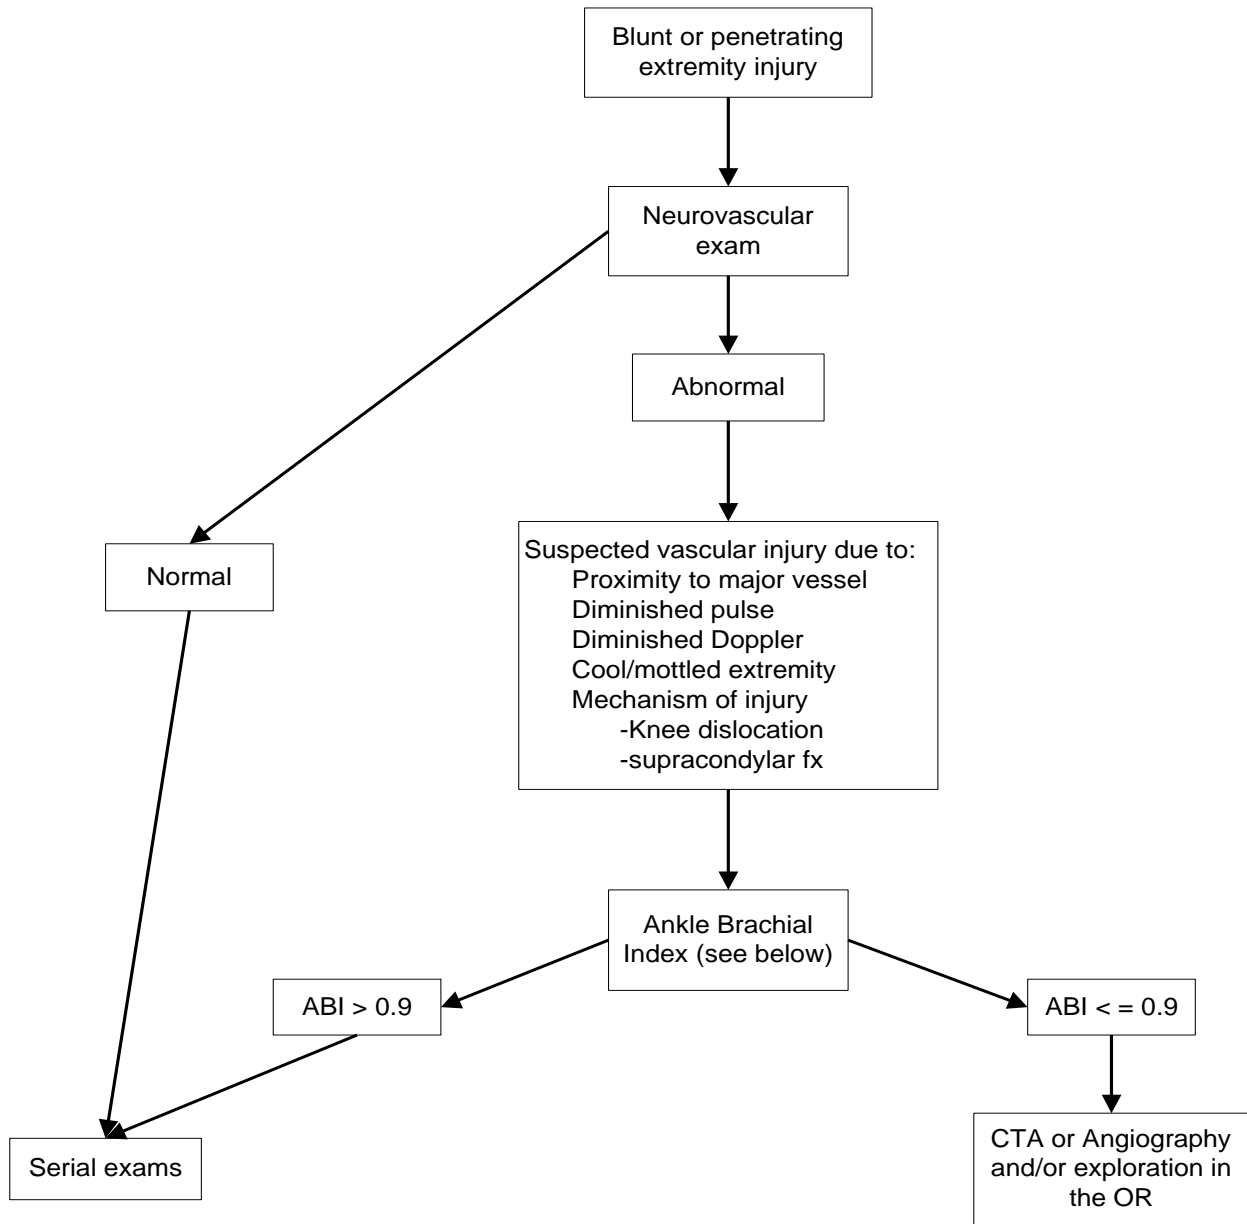 Blunt or penetrating
extremity injury
Neurovascular
exam
Abnormal
Suspected vascular injury due to:
Proximity to major vessel
Diminished pulse
Diminished Doppler
Cool/mottled extremity
Mechanism of injury
-Knee dislocation
-supracondylar fx
Normal
Ankle Brachial
Index (see below)
ABI > 0.9
ABI < = 0.9
Serial exams
CTA or Angiography
and/or exploration in
the OR